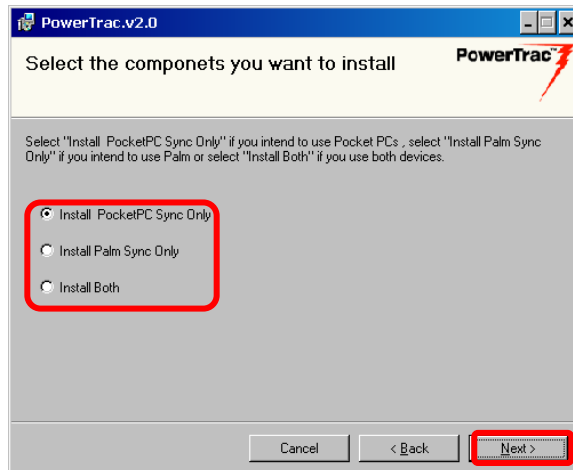 PowerTrac.v2.0
Select the componets you want to install
PowerTrac™
Select "Install PocketPC Sync Only" if you intend to use Pocket PCs , select "Install Palm Sync
Only" if you intend to use Palm or select "Install Both" if you use both devices.
Install PocketPC Sync Only
Install Palm Sync Only
Install Both
Cancel
< Back
Next >